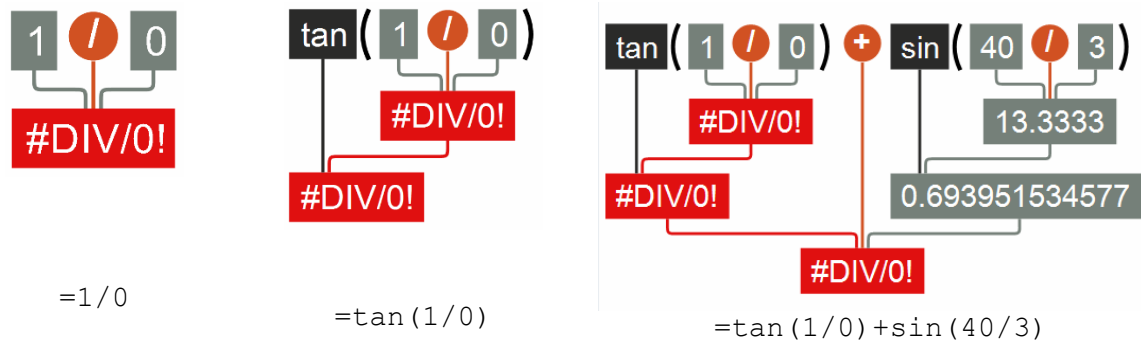 1 / 0
#DIV/0!
=1/0
tan ( 1 / 0 )
#DIV/0!
#DIV/0!
=tan(1/0)
tan ( 1 / 0 ) + sin ( 40 / 3 )
#DIV/0! 13.3333
#DIV/0! 0.693951534577
#DIV/0!
=tan(1/0)+sin(40/3)